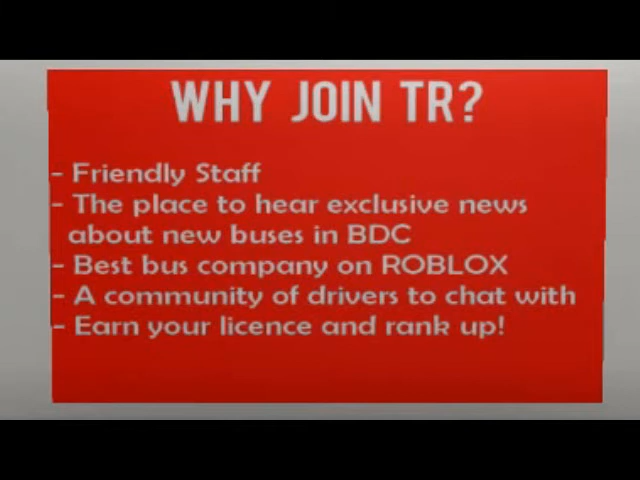 WHY JOIN TR?
- Friendly Staff
- The place to hear exclusive news
about new buses in BDC
- Best bus company on ROBLOX
- A community of drivers to chat with
- Earn your licence and rank up!